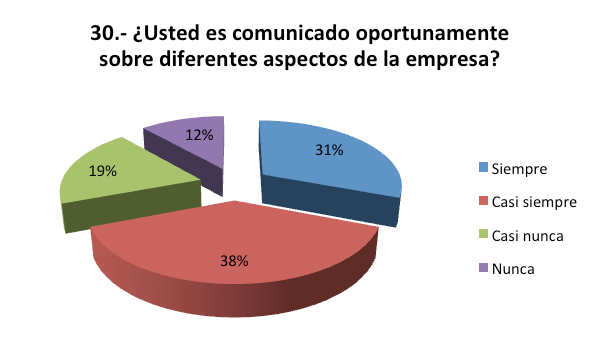 30.- ¿Usted es comunicado oportunamente
sobre diferentes aspectos de la empresa?
12%
31%
19%
38%
Siempre
Casi siempre
Casi nunca
Nunca